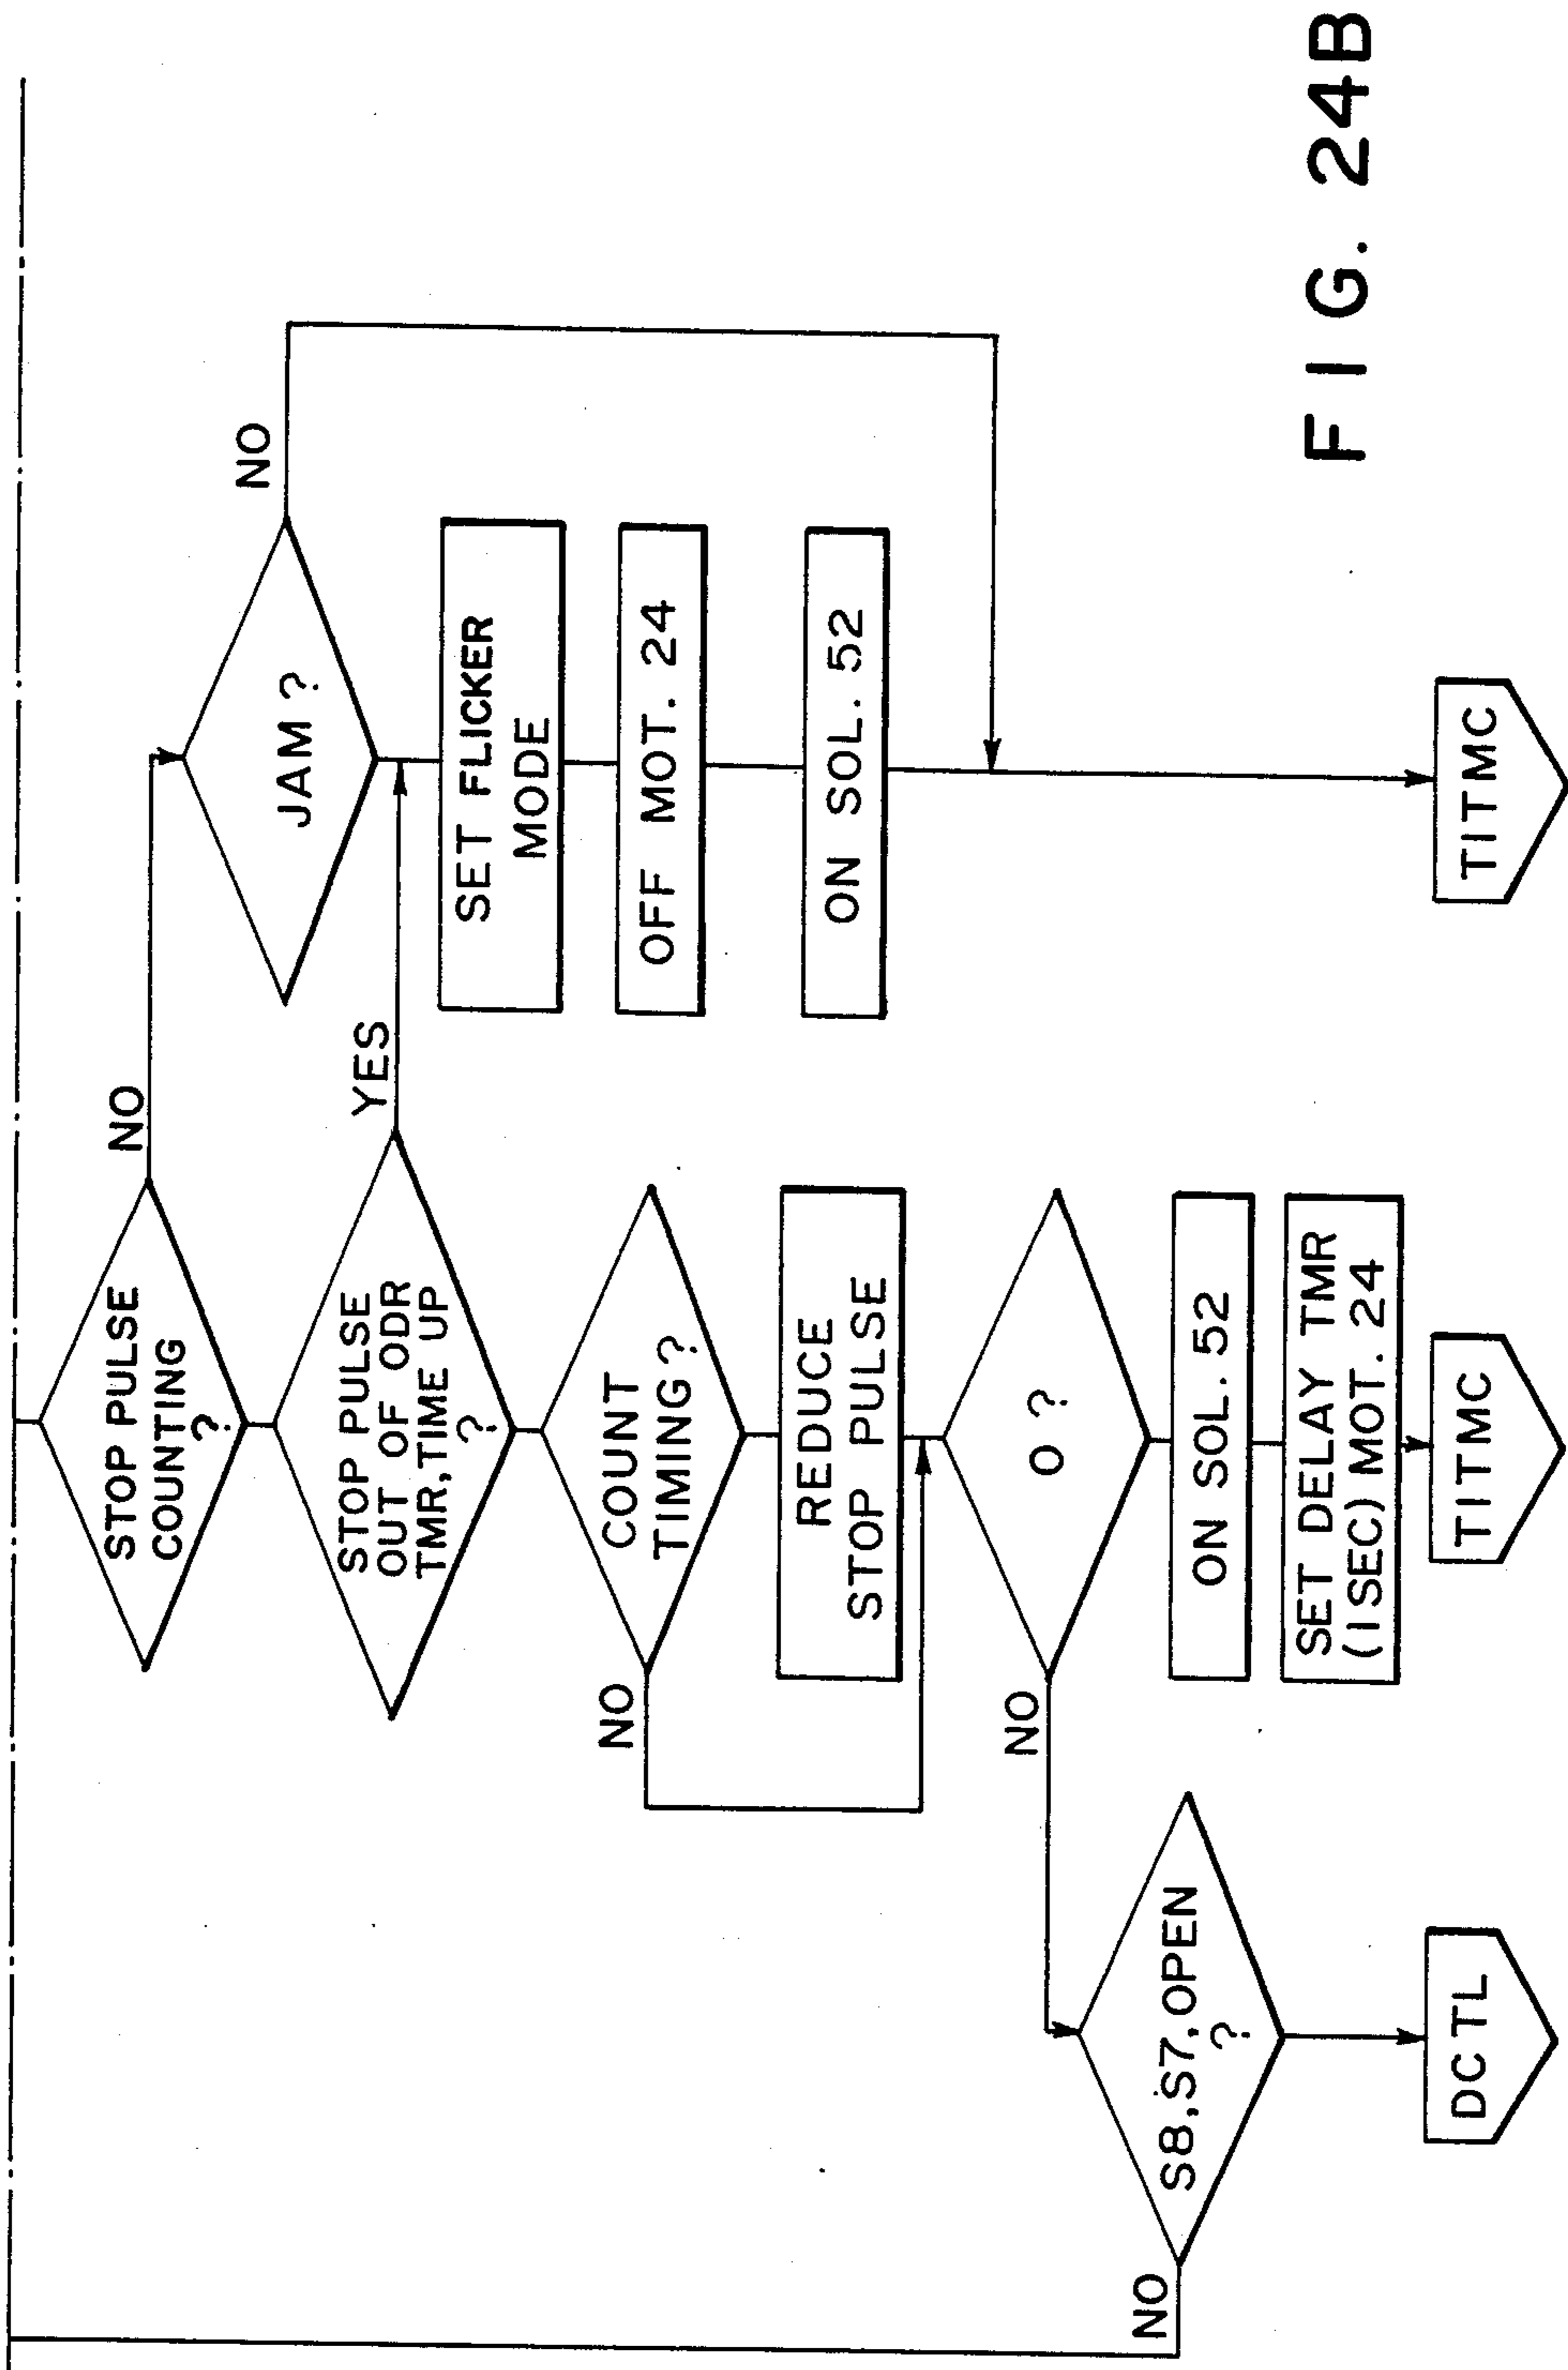 STOP PULSE
COUNTING
?
NO
STOP PULSE
OUT OF ODR
TMR, TIME UP
?
YES
JAM ?
NO
SET FLICKER
MODE
OFF MOT. 24
ON SOL. 52
TITMC
COUNT
TIMING ?
NO
REDUCE
STOP PULSE
O ?
NO
ON SOL. 52
SET DELAY TMR
(1SEC) MOT. 24
TITMC
S8, S7, OPEN
?
NO
DCTL
FIG. 24B